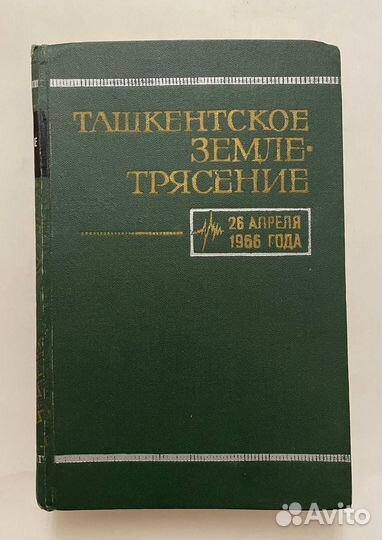 ТАШКЕНТСКОЕ
ЗЕМЛЕ-
ТРЯСЕНИЕ
26 АПРЕЛЯ
1966 ГОДА
Avito